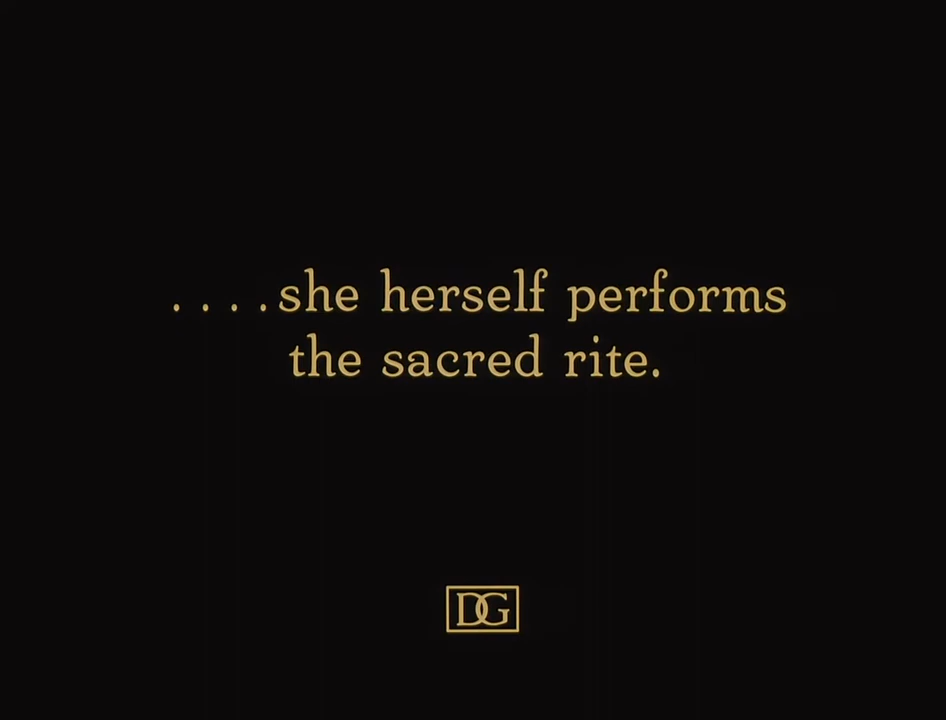 . . . . she herself performs
the sacred rite.
DG